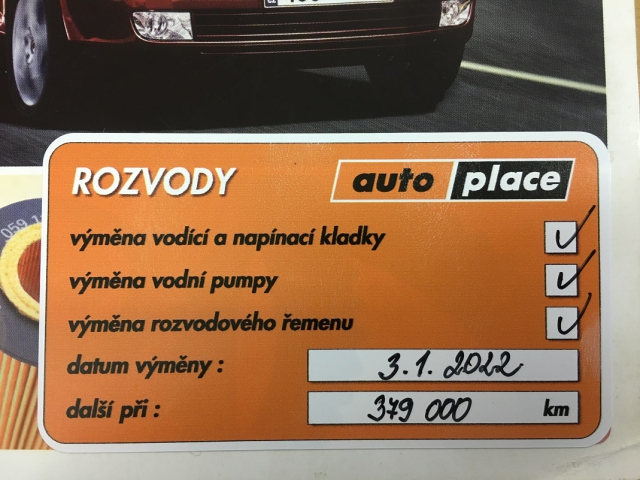 ROZVODY
auto place
výměna vodící a napínací kladky
výměna vodní pumpy
výměna rozvodového řemenu
datum výměny : 3.1.2022
další při : 379 000 km